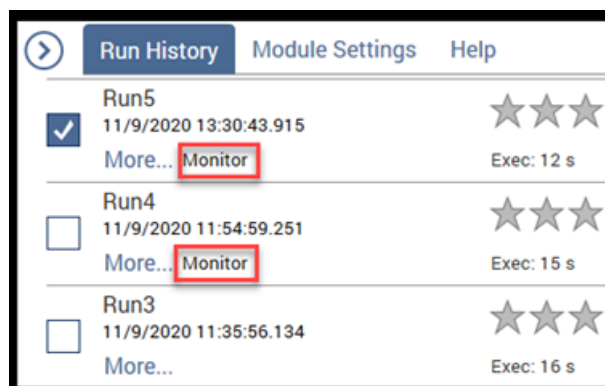 Run History Module Settings Help
Run5
11/9/2020 13:30:43.915
More... Monitor Exec: 12 s
Run4
11/9/2020 11:54:59.251
More... Monitor Exec: 15 s
Run3
11/9/2020 11:35:56.134
More... Exec: 16 s